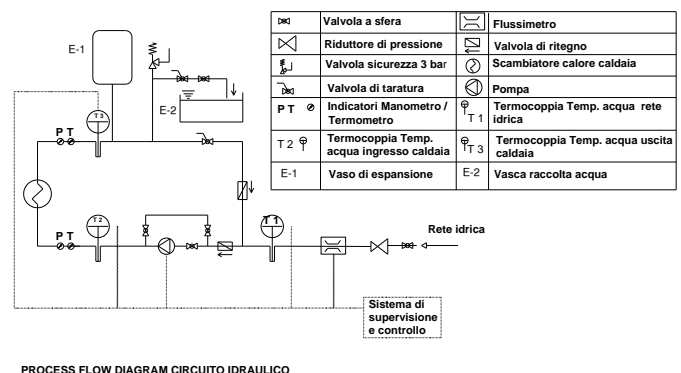 E-1
E-2
T 3
P T
T 2
P T
T 1
Rete idrica
Sistema di
supervisione
e controllo
Valvola a sfera
Flussimetro
Riduttore di pressione
Valvola di ritegno
Valvola sicurezza 3 bar
Scambiatore calore caldaia
Valvola di taratura
Pompa
P T
Indicatori Manometro /
Termometro
T 1
Termocoppia Temp. acqua rete
idrica
T 2
Termocoppia Temp.
acqua ingresso caldaia
T 3
Termocoppia Temp. acqua uscita
caldaia
E-1
Vaso di espansione
E-2
Vasca raccolta acqua
PROCESS FLOW DIAGRAM CIRCUITO IDRAULICO